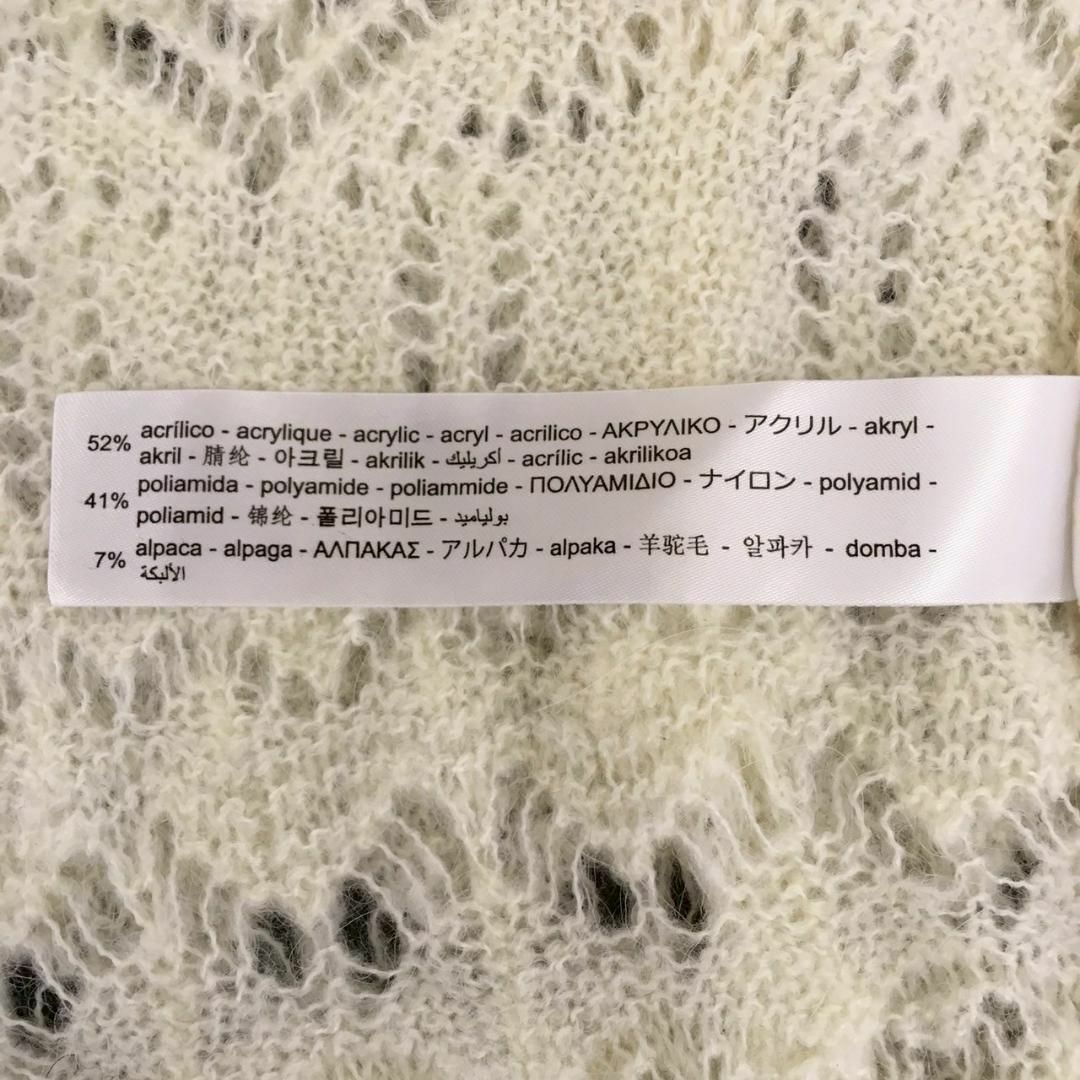 52% acrílico - acrylique - acrylic - acryl - acrilico - ΑΚΡΥΛΙΚΟ - アクリル - akryl -
akril - 腈纶 - 아크릴 - akrilik - أكريليك - acrílic - akrilikoa
41% poliamida - polyamide - poliammide - ΠΟΛΥΑΜΙΔΙΟ - ナイロン - polyamid -
poliamid - 锦纶 - 폴리아미드 - بولياميد
7% alpaca - alpaga - ΑΛΠΑΚΑΣ - アルパカ - alpaka - 羊驼毛 - 알파카 - domba -
الألبكة